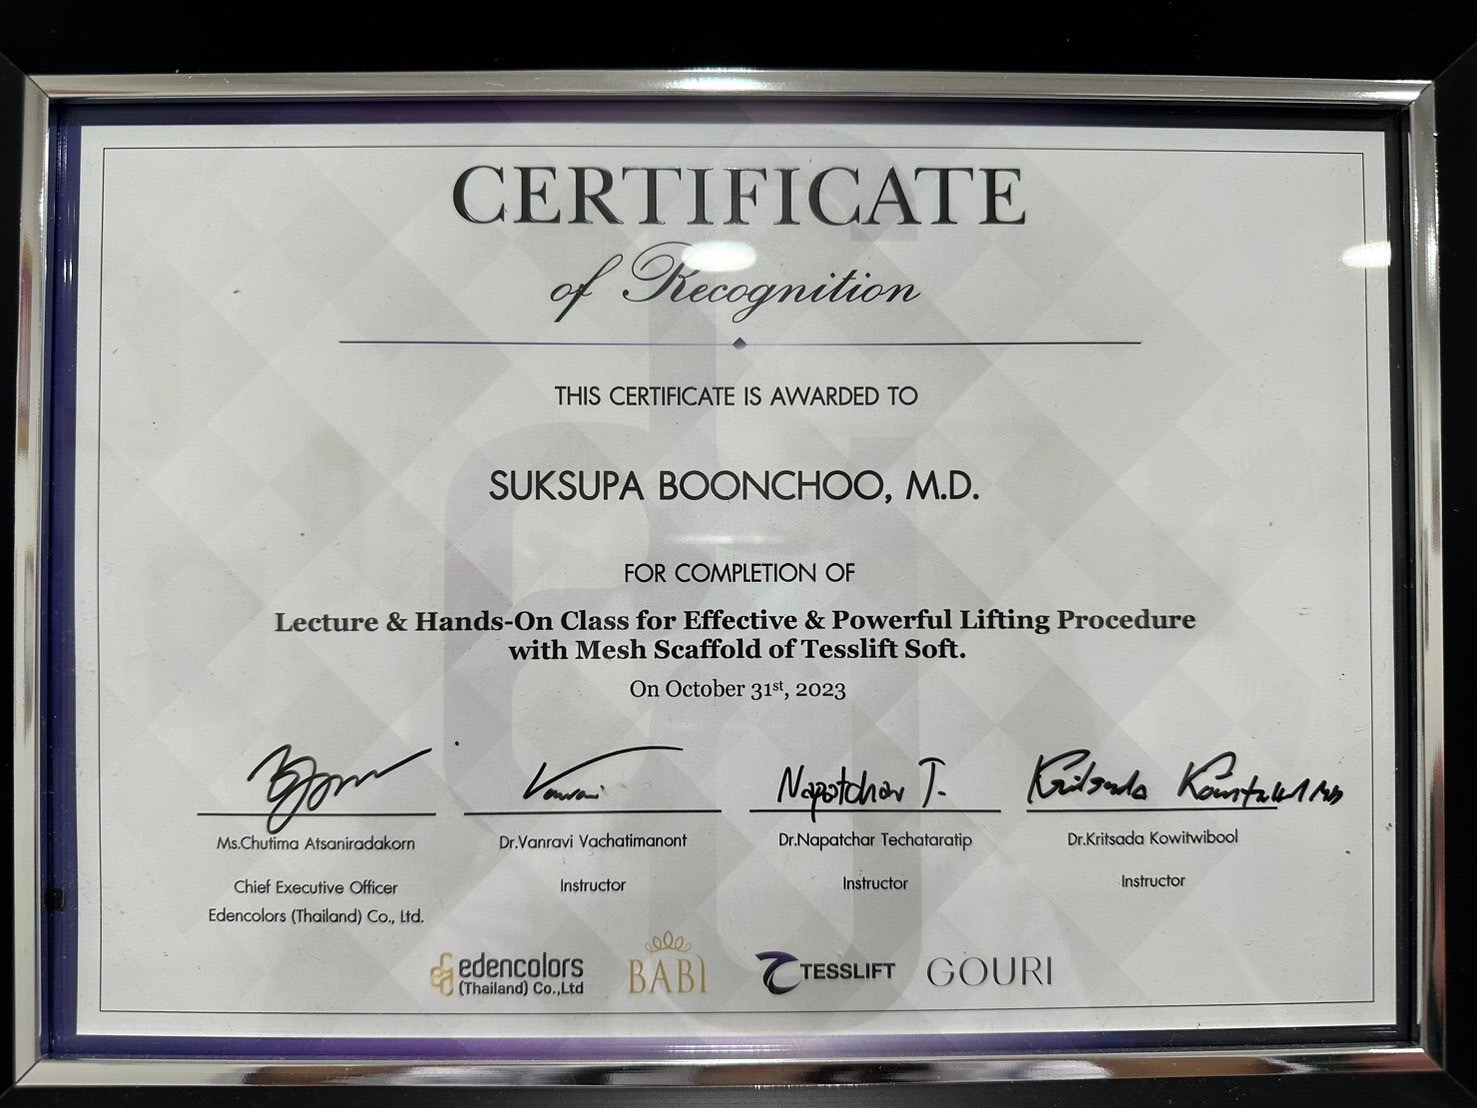 CERTIFICATE
of Recognition
THIS CERTIFICATE IS AWARDED TO
SUKSUPA BOONCHOO, M.D.
FOR COMPLETION OF
Lecture & Hands-On Class for Effective & Powerful Lifting Procedure
with Mesh Scaffold of Tesslift Soft.
On October 31st, 2023
Vanravi
Napatchar T.
Kritsada
Ms.Chutima Atsaniradakorn
Dr.Vanravi Vachatimanont
Dr.Napatchar Techataratip
Dr.Kritsada Kowitwibool
Chief Executive Officer
Instructor
Instructor
Instructor
Edencolors (Thailand) Co., Ltd.
edencolors
(Thailand) Co.,Ltd
BABI
TESSLIFT
GOURI